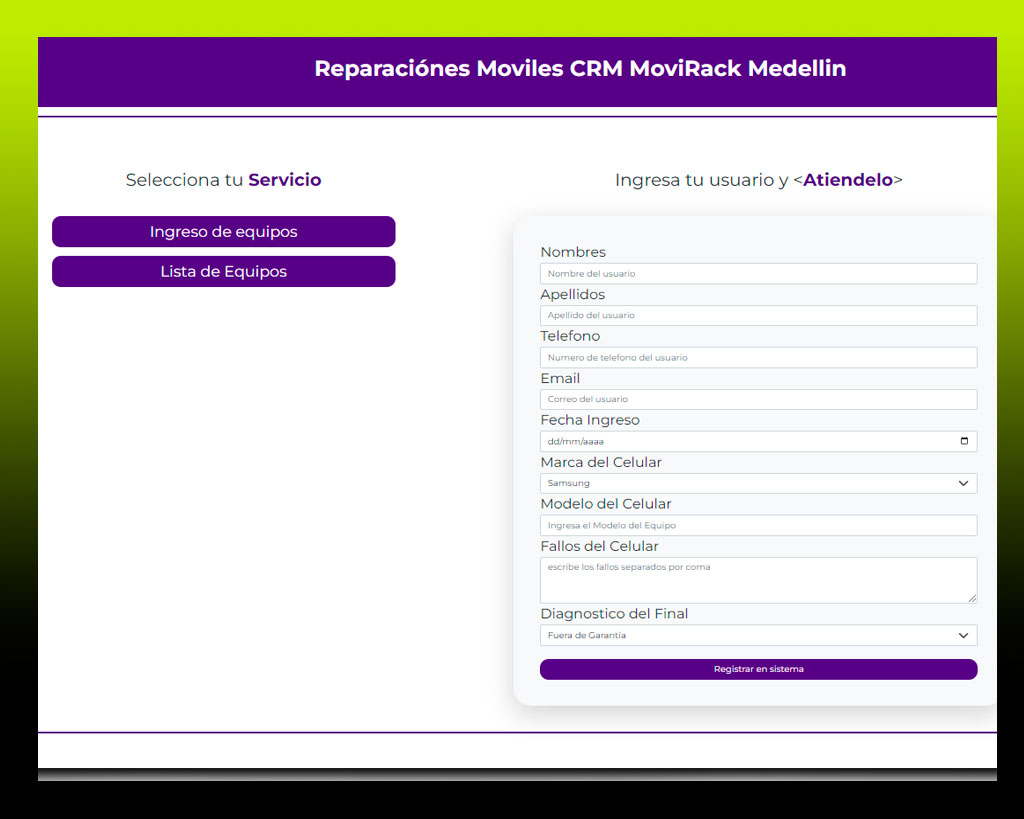 Reparaciónes Moviles CRM MoviRack Medellin
Selecciona tu Servicio
Ingreso de equipos
Lista de Equipos
Ingresa tu usuario y <Atiendelo>
Nombres
Nombre del usuario
Apellidos
Apellido del usuario
Telefono
Numero de telefono del usuario
Email
Correo del usuario
Fecha Ingreso
dd/mm/aaaa
Marca del Celular
Samsung
Modelo del Celular
Ingresa el Modelo del Equipo
Fallos del Celular
escribe los fallos separados por coma
Diagnostico del Final
Fuera de Garantia
Registrar en sistema